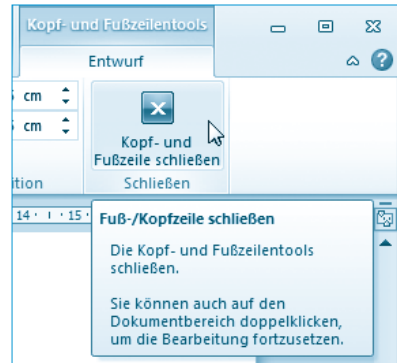 Kopf- und Fußzeilentools
Entwurf
cm
cm
Kopf- und
Fußzeile schließen
ition
Schließen
14 · ı · 15 ·
Fuß-/Kopfzeile schließen
Die Kopf- und Fußzeilentools
schließen.
Sie können auch auf den
Dokumentbereich doppelklicken,
um die Bearbeitung fortzusetzen.